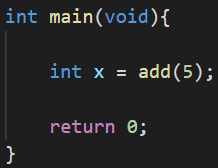 int main(void){
int x = add(5);
return 0;
}